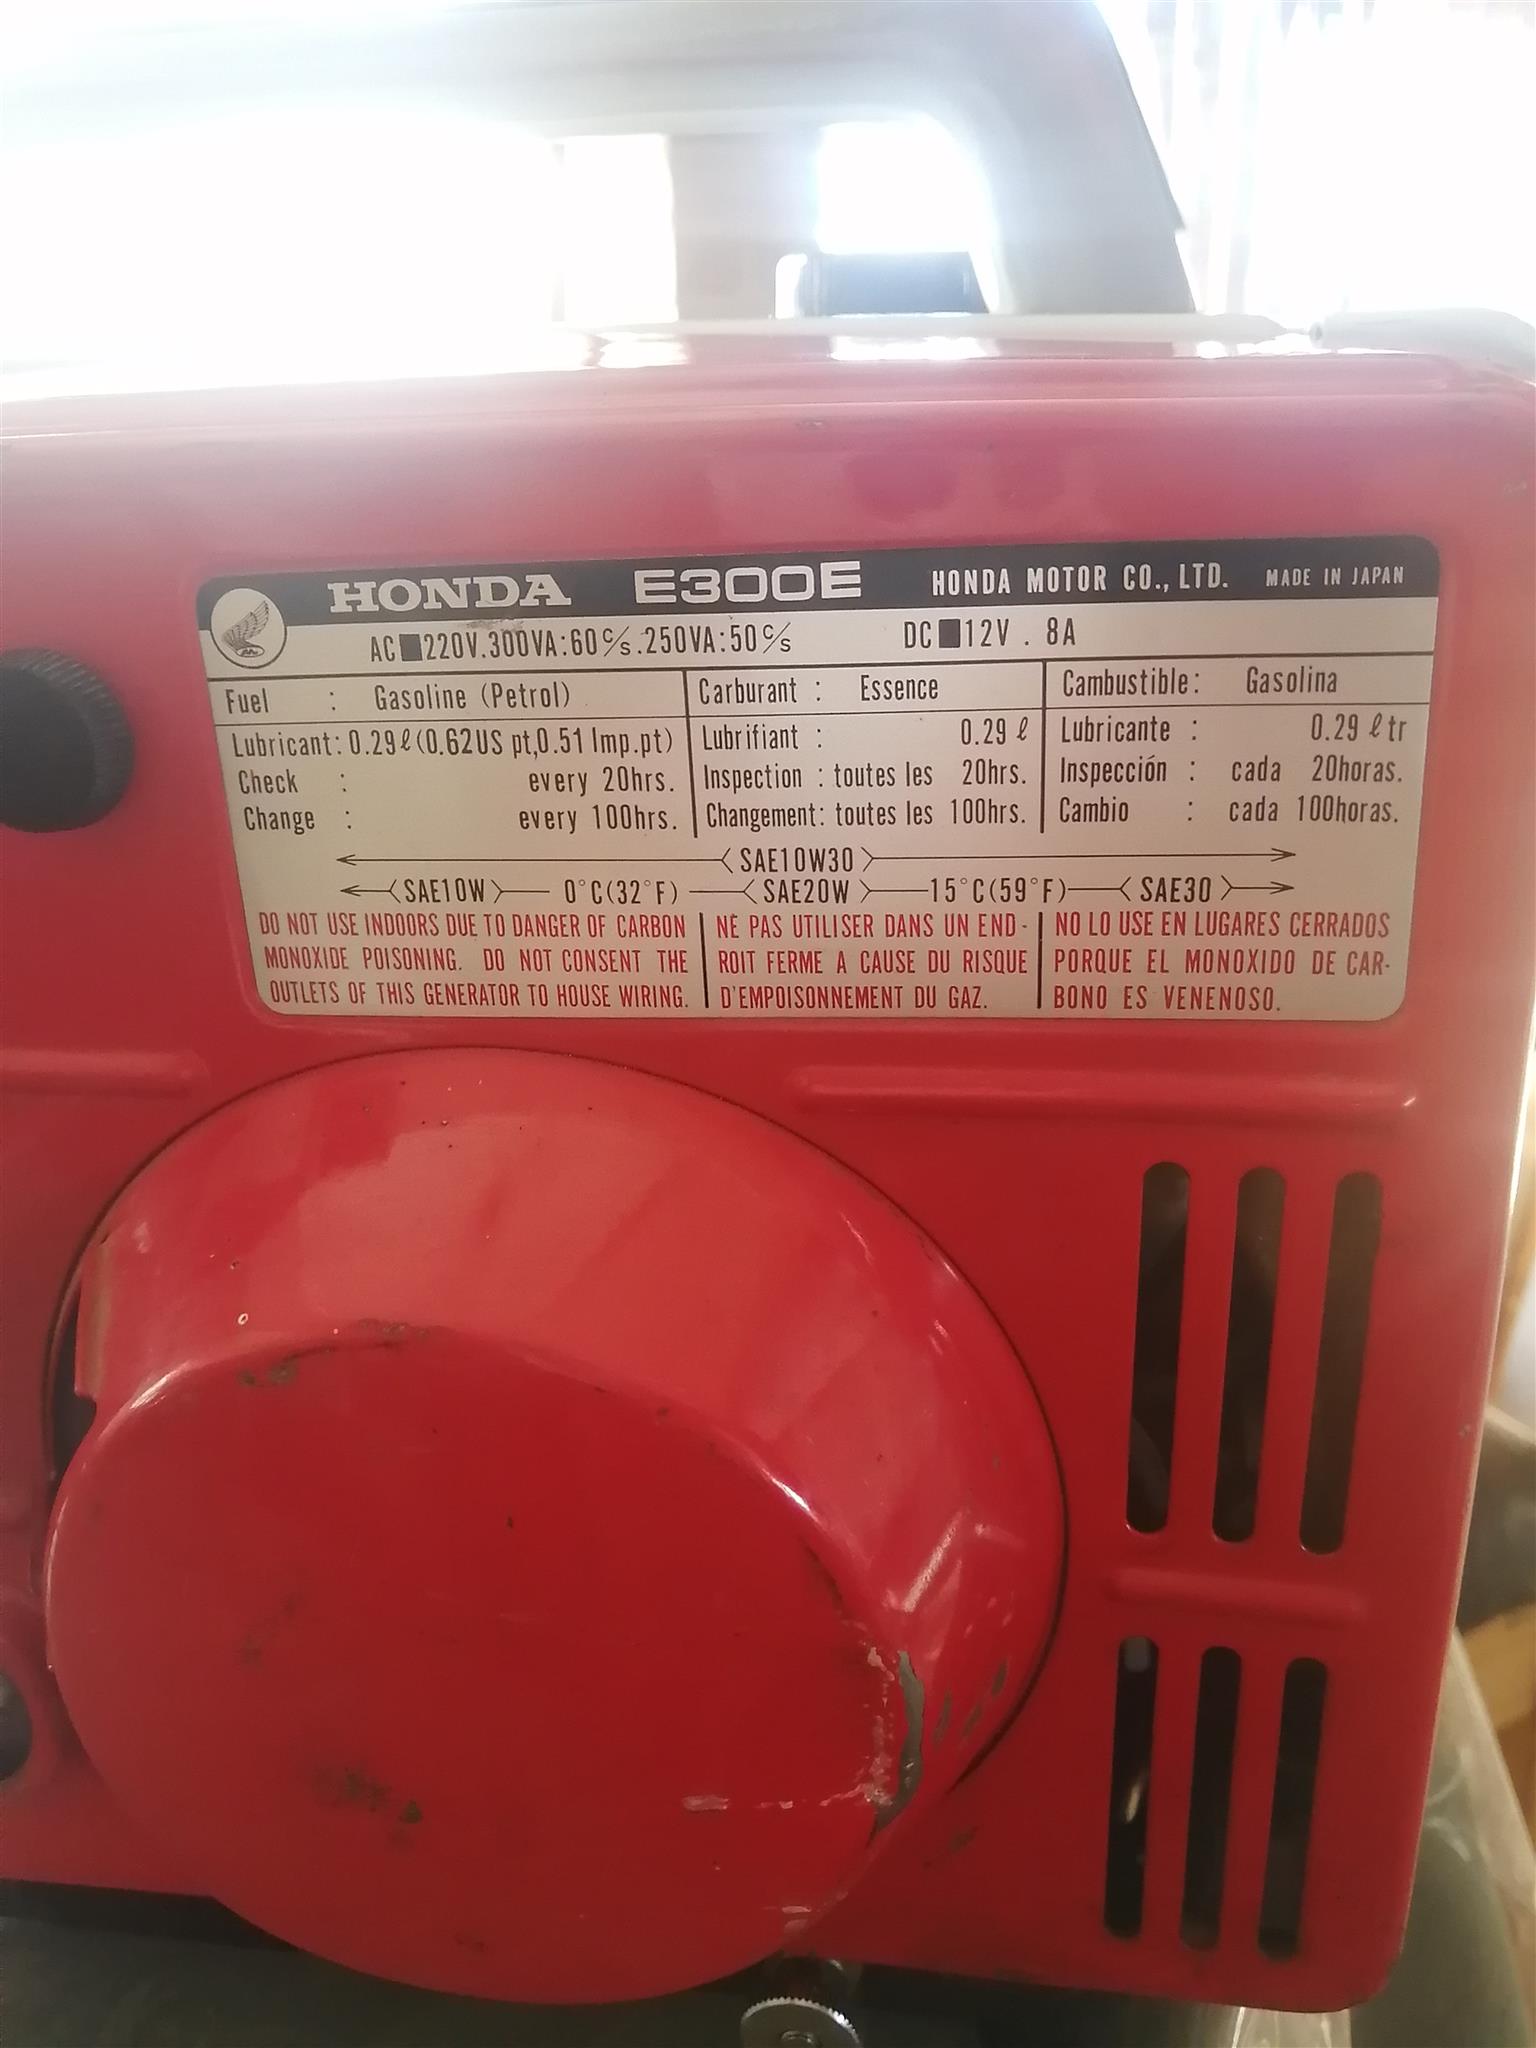 HONDA E300E HONDA MOTOR CO., LTD. MADE IN JAPAN
AC■220V.300VA:60c/s.250VA:50c/s DC■12V . 8A
Fuel : Gasoline (Petrol)
Lubricant: 0.29ℓ(0.62US pt,0.51 Imp.pt)
Check : every 20hrs.
Change : every 100hrs.
Carburant : Essence
Lubrifiant : 0.29 ℓ
Inspection : toutes les 20hrs.
Changement: toutes les 100hrs.
Cambustible: Gasolina
Lubricante : 0.29 ℓtr
Inspección : cada 20horas.
Cambio : cada 100horas.
SAE10W30
SAE10W 0°C(32°F) SAE20W 15°C(59°F) SAE30
DO NOT USE INDOORS DUE TO DANGER OF CARBON
MONOXIDE POISONING. DO NOT CONSENT THE
OUTLETS OF THIS GENERATOR TO HOUSE WIRING.
NE PAS UTILISER DANS UN END-
ROIT FERME A CAUSE DU RISQUE
D'EMPOISONNEMENT DU GAZ.
NO LO USE EN LUGARES CERRADOS
PORQUE EL MONOXIDO DE CAR-
BONO ES VENENOSO.